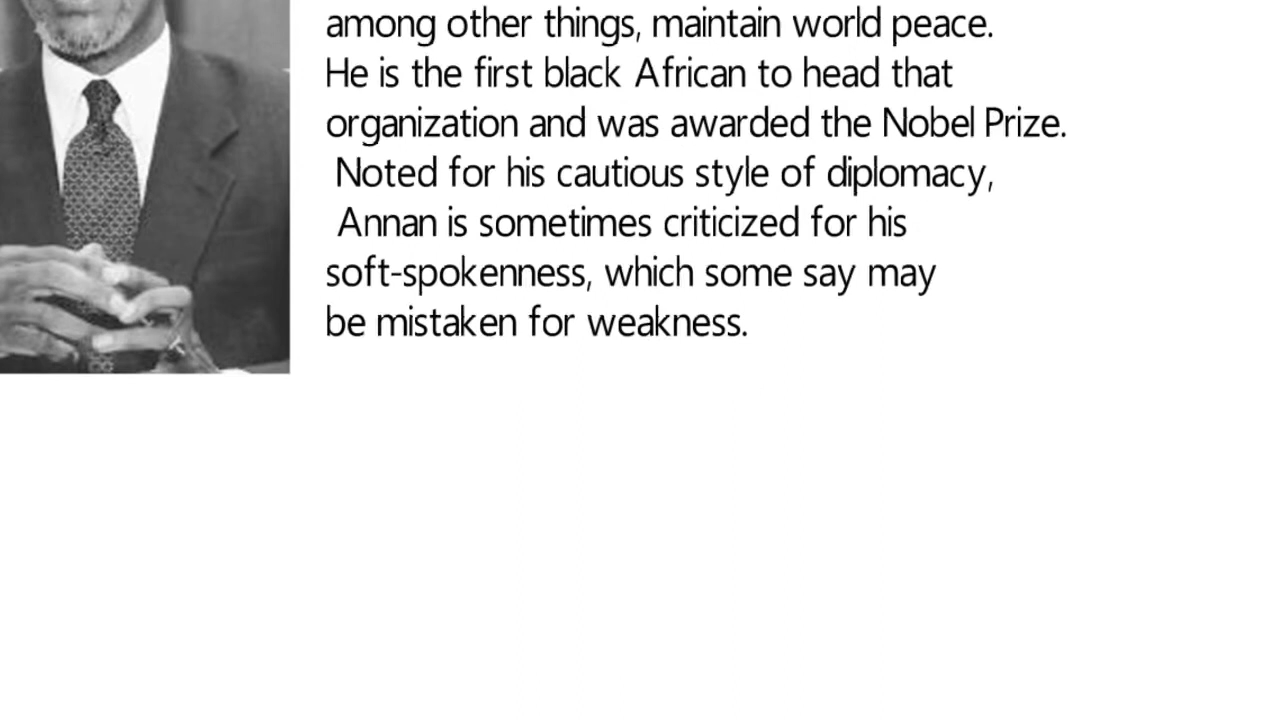 among other things, maintain world peace.
He is the first black African to head that
organization and was awarded the Nobel Prize.
Noted for his cautious style of diplomacy,
Annan is sometimes criticized for his
soft-spokenness, which some say may
be mistaken for weakness.